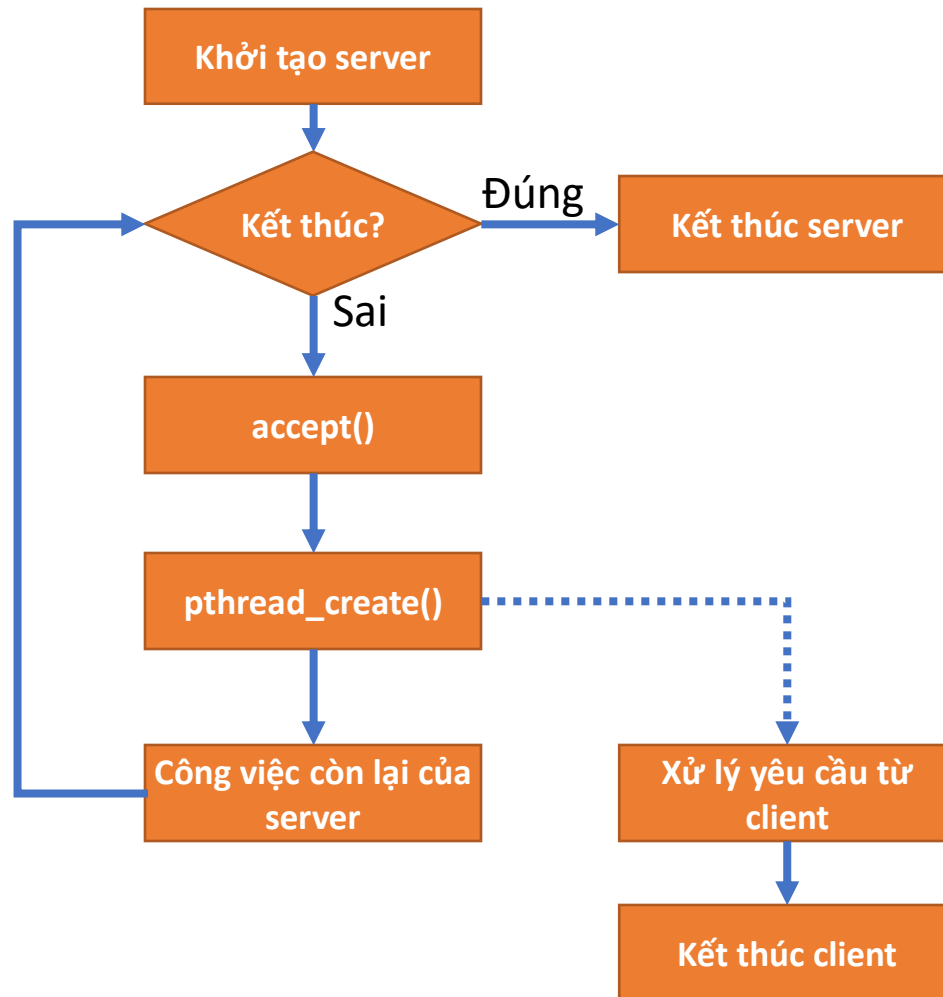 Khởi tạo server
Kết thúc?
Đúng
Kết thúc server
Sai
accept()
pthread_create()
Công việc còn lại của
server
Xử lý yêu cầu từ
client
Kết thúc client